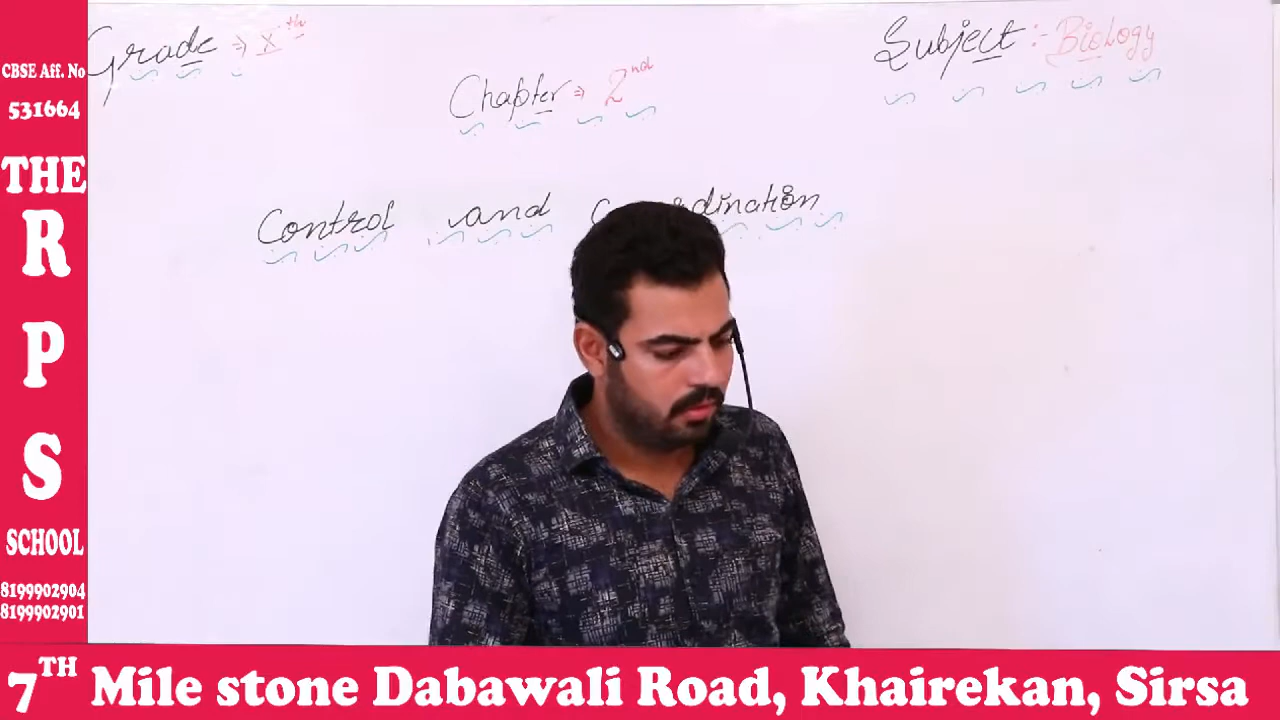 Grade ⇒ Xth
Subject :- Biology
Chapter ⇒ 2nd
Control and Coordination
CBSE Aff. No
531664
THE
R
P
S
SCHOOL
8199902904
8199902901
7TH Mile stone Dabawali Road, Khairekan, Sirsa